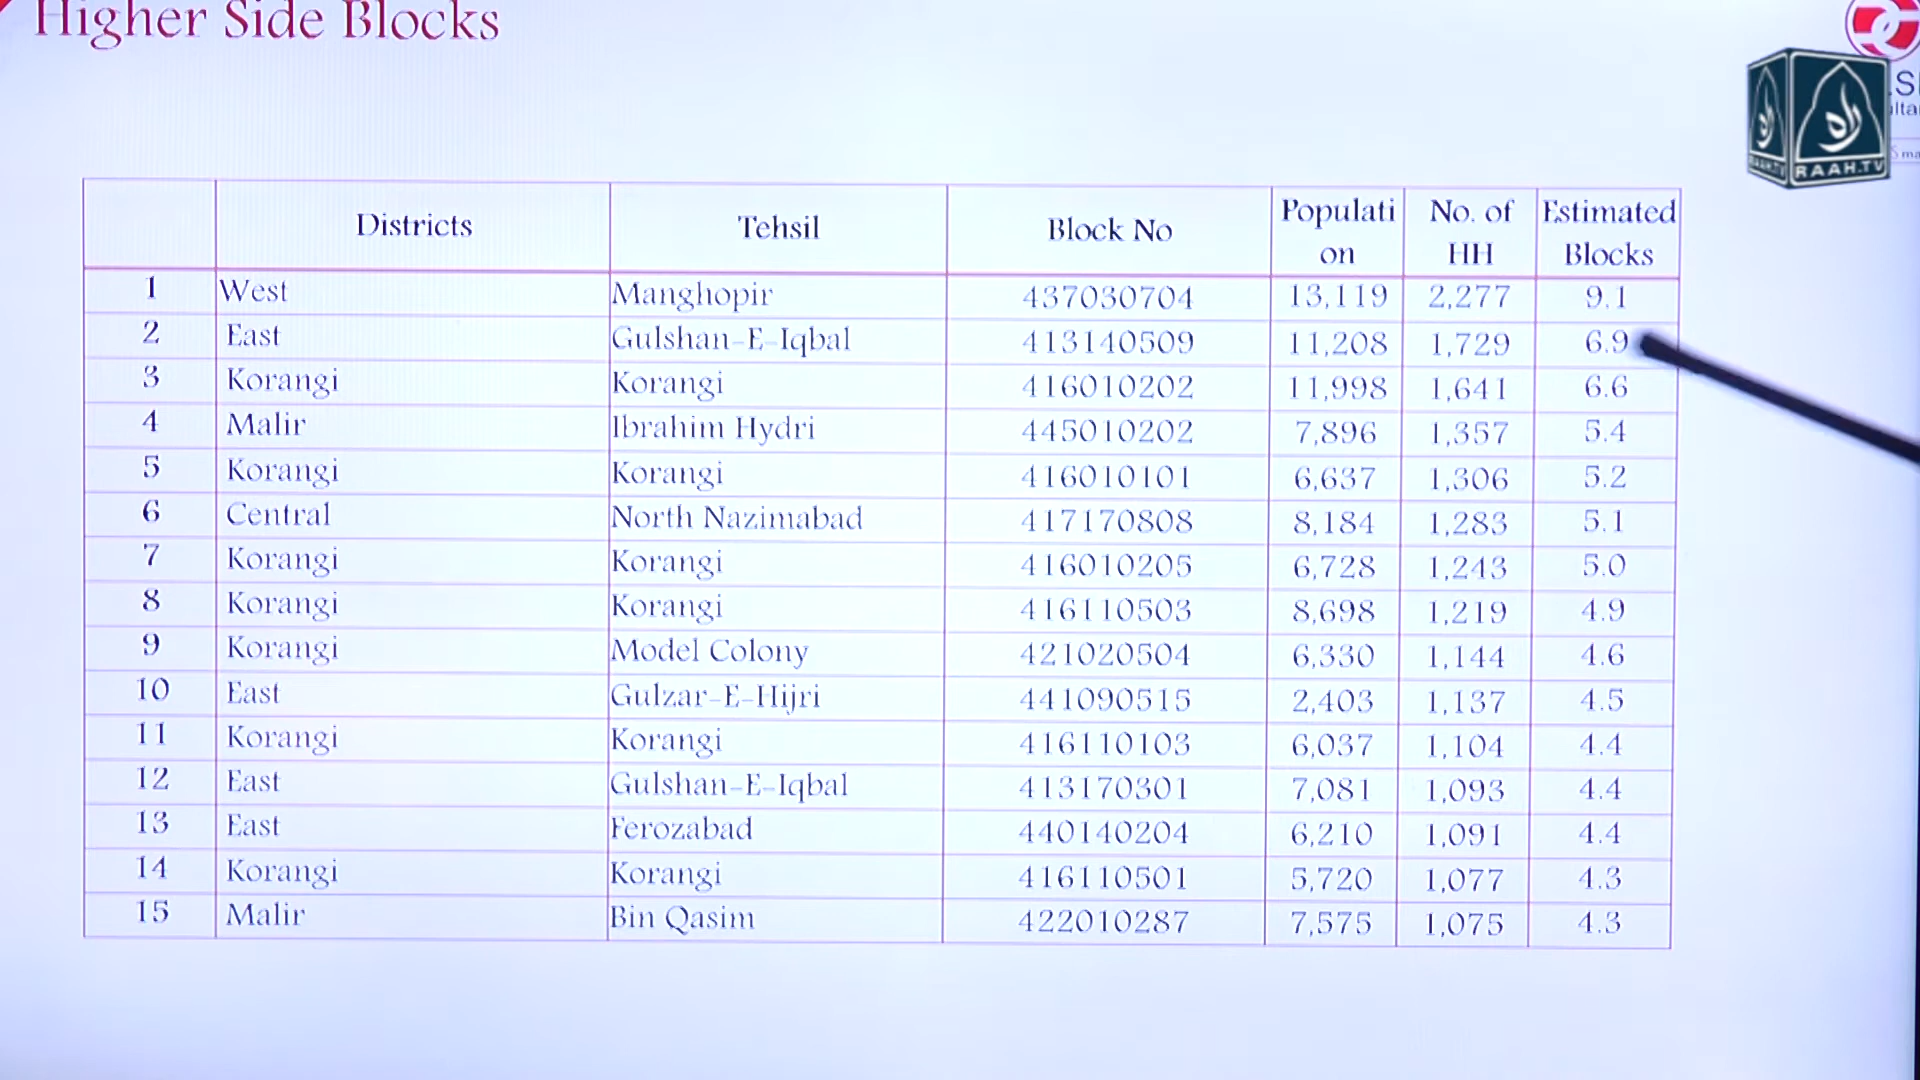 Higher Side Blocks
راه
RAAH.TV
Districts Tehsil Block No Populati on No. of HH Estimated Blocks
1 West Manghopir 437030704 13,119 2,277 9.1
2 East Gulshan-E-Iqbal 413140509 11,208 1,729 6.9
3 Korangi Korangi 416010202 11,998 1,641 6.6
4 Malir Ibrahim Hydri 445010202 7,896 1,357 5.4
5 Korangi Korangi 416010101 6,637 1,306 5.2
6 Central North Nazimabad 417170808 8,184 1,283 5.1
7 Korangi Korangi 416010205 6,728 1,243 5.0
8 Korangi Korangi 416110503 8,698 1,219 4.9
9 Korangi Model Colony 421020504 6,330 1,144 4.6
10 East Gulzar-E-Hijri 441090515 2,403 1,137 4.5
11 Korangi Korangi 416110103 6,037 1,104 4.4
12 East Gulshan-E-Iqbal 413170301 7,081 1,093 4.4
13 East Ferozabad 440140204 6,210 1,091 4.4
14 Korangi Korangi 416110501 5,720 1,077 4.3
15 Malir Bin Qasim 422010287 7,575 1,075 4.3